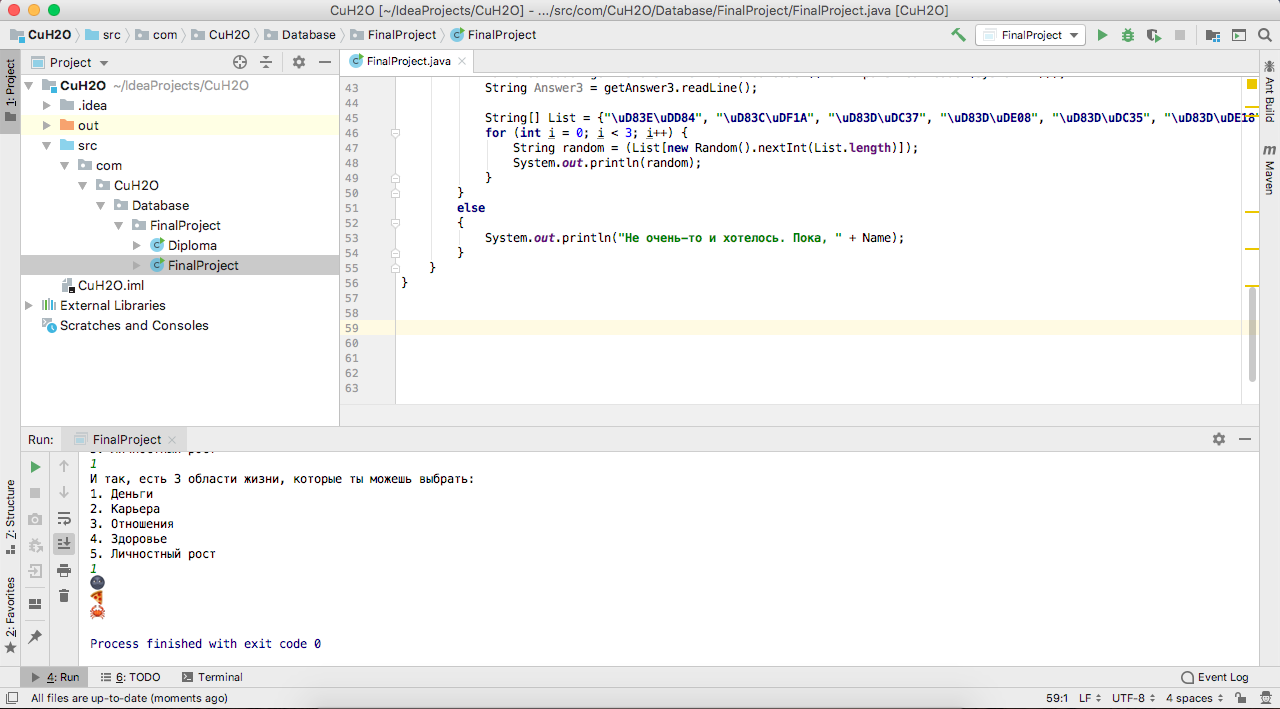 CuH2O [~/IdeaProjects/CuH2O] - .../src/com/CuH2O/Database/FinalProject/FinalProject.java [CuH2O]
CuH2O src com CuH2O Database FinalProject FinalProject
FinalProject
1: Project
Project
CuH2O ~/IdeaProjects/CuH2O
.idea
out
src
com
CuH2O
Database
FinalProject
Diploma
FinalProject
CuH2O.iml
External Libraries
Scratches and Consoles
FinalProject.java
43 String Answer3 = getAnswer3.readLine();
44
45 String[] List = {"\uD83E\uDD84", "\uD83C\uDF1A", "\uD83D\uDC37", "\uD83D\uDE08", "\uD83D\uDC35", "\uD83D\uDE18"
46 for (int i = 0; i < 3; i++) {
47 String random = (List[new Random().nextInt(List.length)]);
48 System.out.println(random);
49 }
50 }
51 else
52 {
53 System.out.println("Не очень-то и хотелось. Пока, " + Name);
54 }
55 }
56 }
57
58
59
60
61
62
63
Ant Build
Maven
Run: FinalProject
5. Личностный рост
1
И так, есть 3 области жизни, которые ты можешь выбрать:
1. Деньги
2. Карьера
3. Отношения
4. Здоровье
5. Личностный рост
1
🌚
🍕
🦀
Process finished with exit code 0
Z: Structure
2: Favorites
4: Run 6: TODO Terminal Event Log
All files are up-to-date (moments ago) 59:1 LF UTF-8 4 spaces